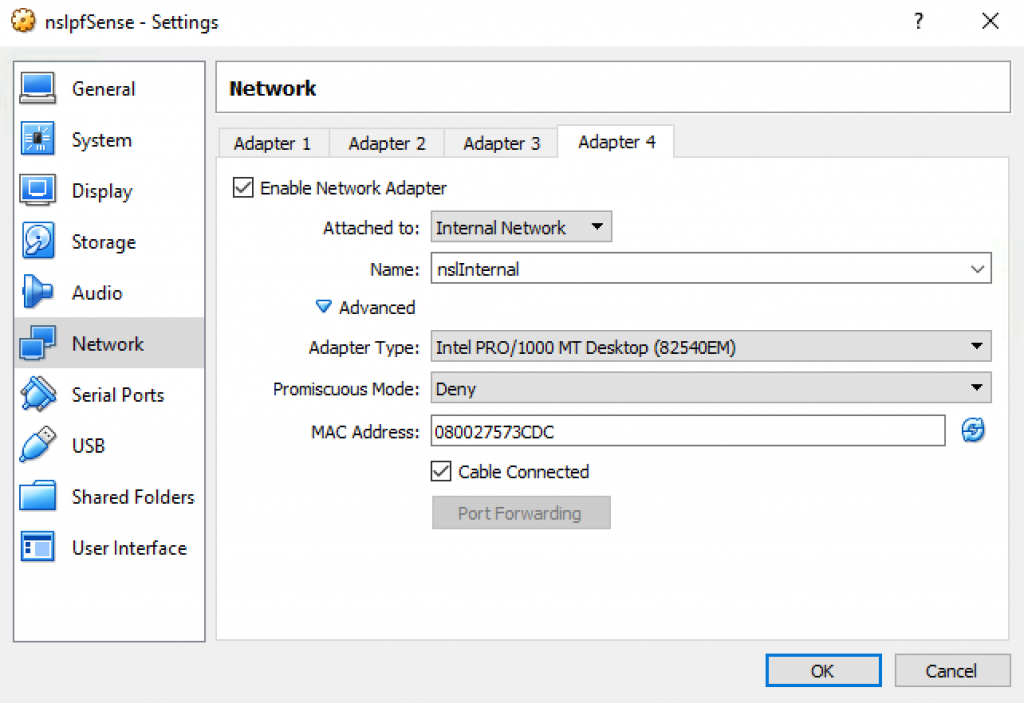 nslpfSense - Settings
?
General
System
Display
Storage
Audio
Network
Serial Ports
USB
Shared Folders
User Interface
Network
Adapter 1 Adapter 2 Adapter 3 Adapter 4
Enable Network Adapter
Attached to: Internal Network
Name: nslInternal
Advanced
Adapter Type: Intel PRO/1000 MT Desktop (82540EM)
Promiscuous Mode: Deny
MAC Address: 080027573CDC
Cable Connected
Port Forwarding
OK Cancel